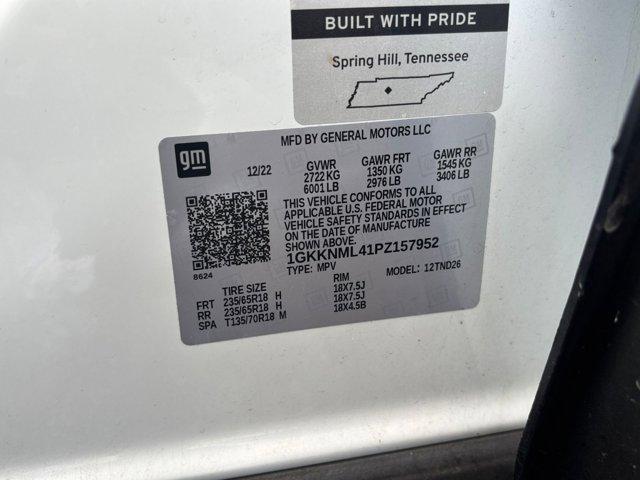 BUILT WITH PRIDE
Spring Hill, Tennessee
MFD BY GENERAL MOTORS LLC
gm
12/22
GVWR GAWR FRT GAWR RR
2722 KG 1350 KG 1545 KG
6001 LB 2976 LB 3406 LB
THIS VEHICLE CONFORMS TO ALL
APPLICABLE U.S. FEDERAL MOTOR
VEHICLE SAFETY STANDARDS IN EFFECT
ON THE DATE OF MANUFACTURE
SHOWN ABOVE.
1GKKNML41PZ157952
8624
TYPE: MPV MODEL: 12TND26
TIRE SIZE RIM
FRT 235/65R18 H 18X7.5J
RR 235/65R18 H 18X7.5J
SPA T135/70R18 M 18X4.5B